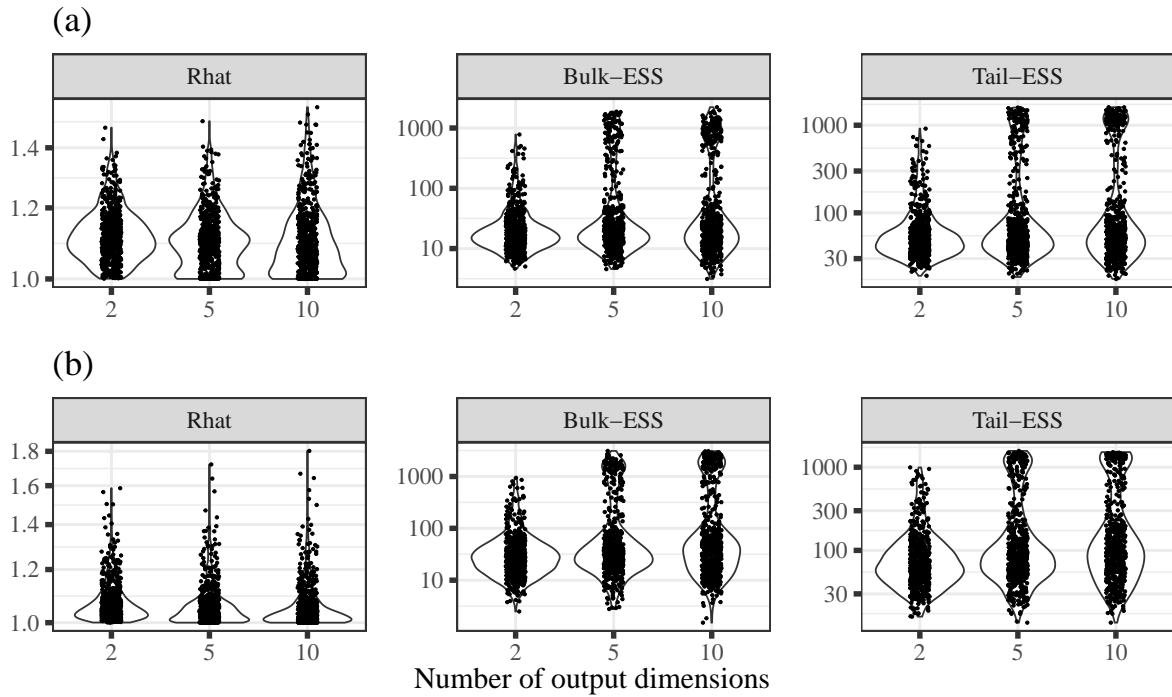 (a)
Rhat Bulk−ESS Tail−ESS
1.4 1000 1000
300
1.2 100 100
10 30
1.0
2 5 10 2 5 10 2 5 10
(b)
Rhat Bulk−ESS Tail−ESS
1.8
1000 1000
1.6
300
1.4 100 100
1.2 10 30
1.0
2 5 10 2 5 10 2 5 10
Number of output dimensions